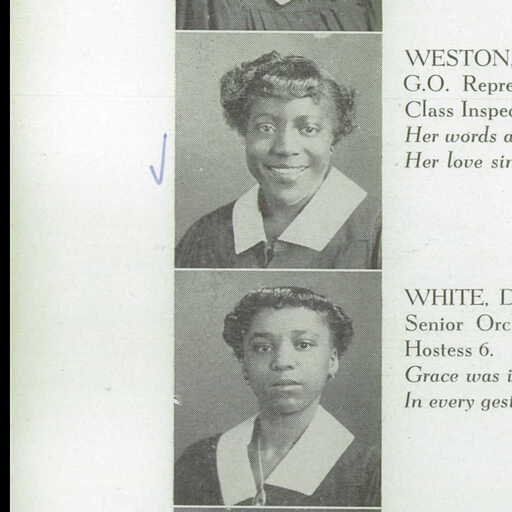 WESTON,
G.O. Repre
Class Inspec
Her words a
Her love sin
WHITE, D
Senior Orc
Hostess 6.
Grace was i
In every gest